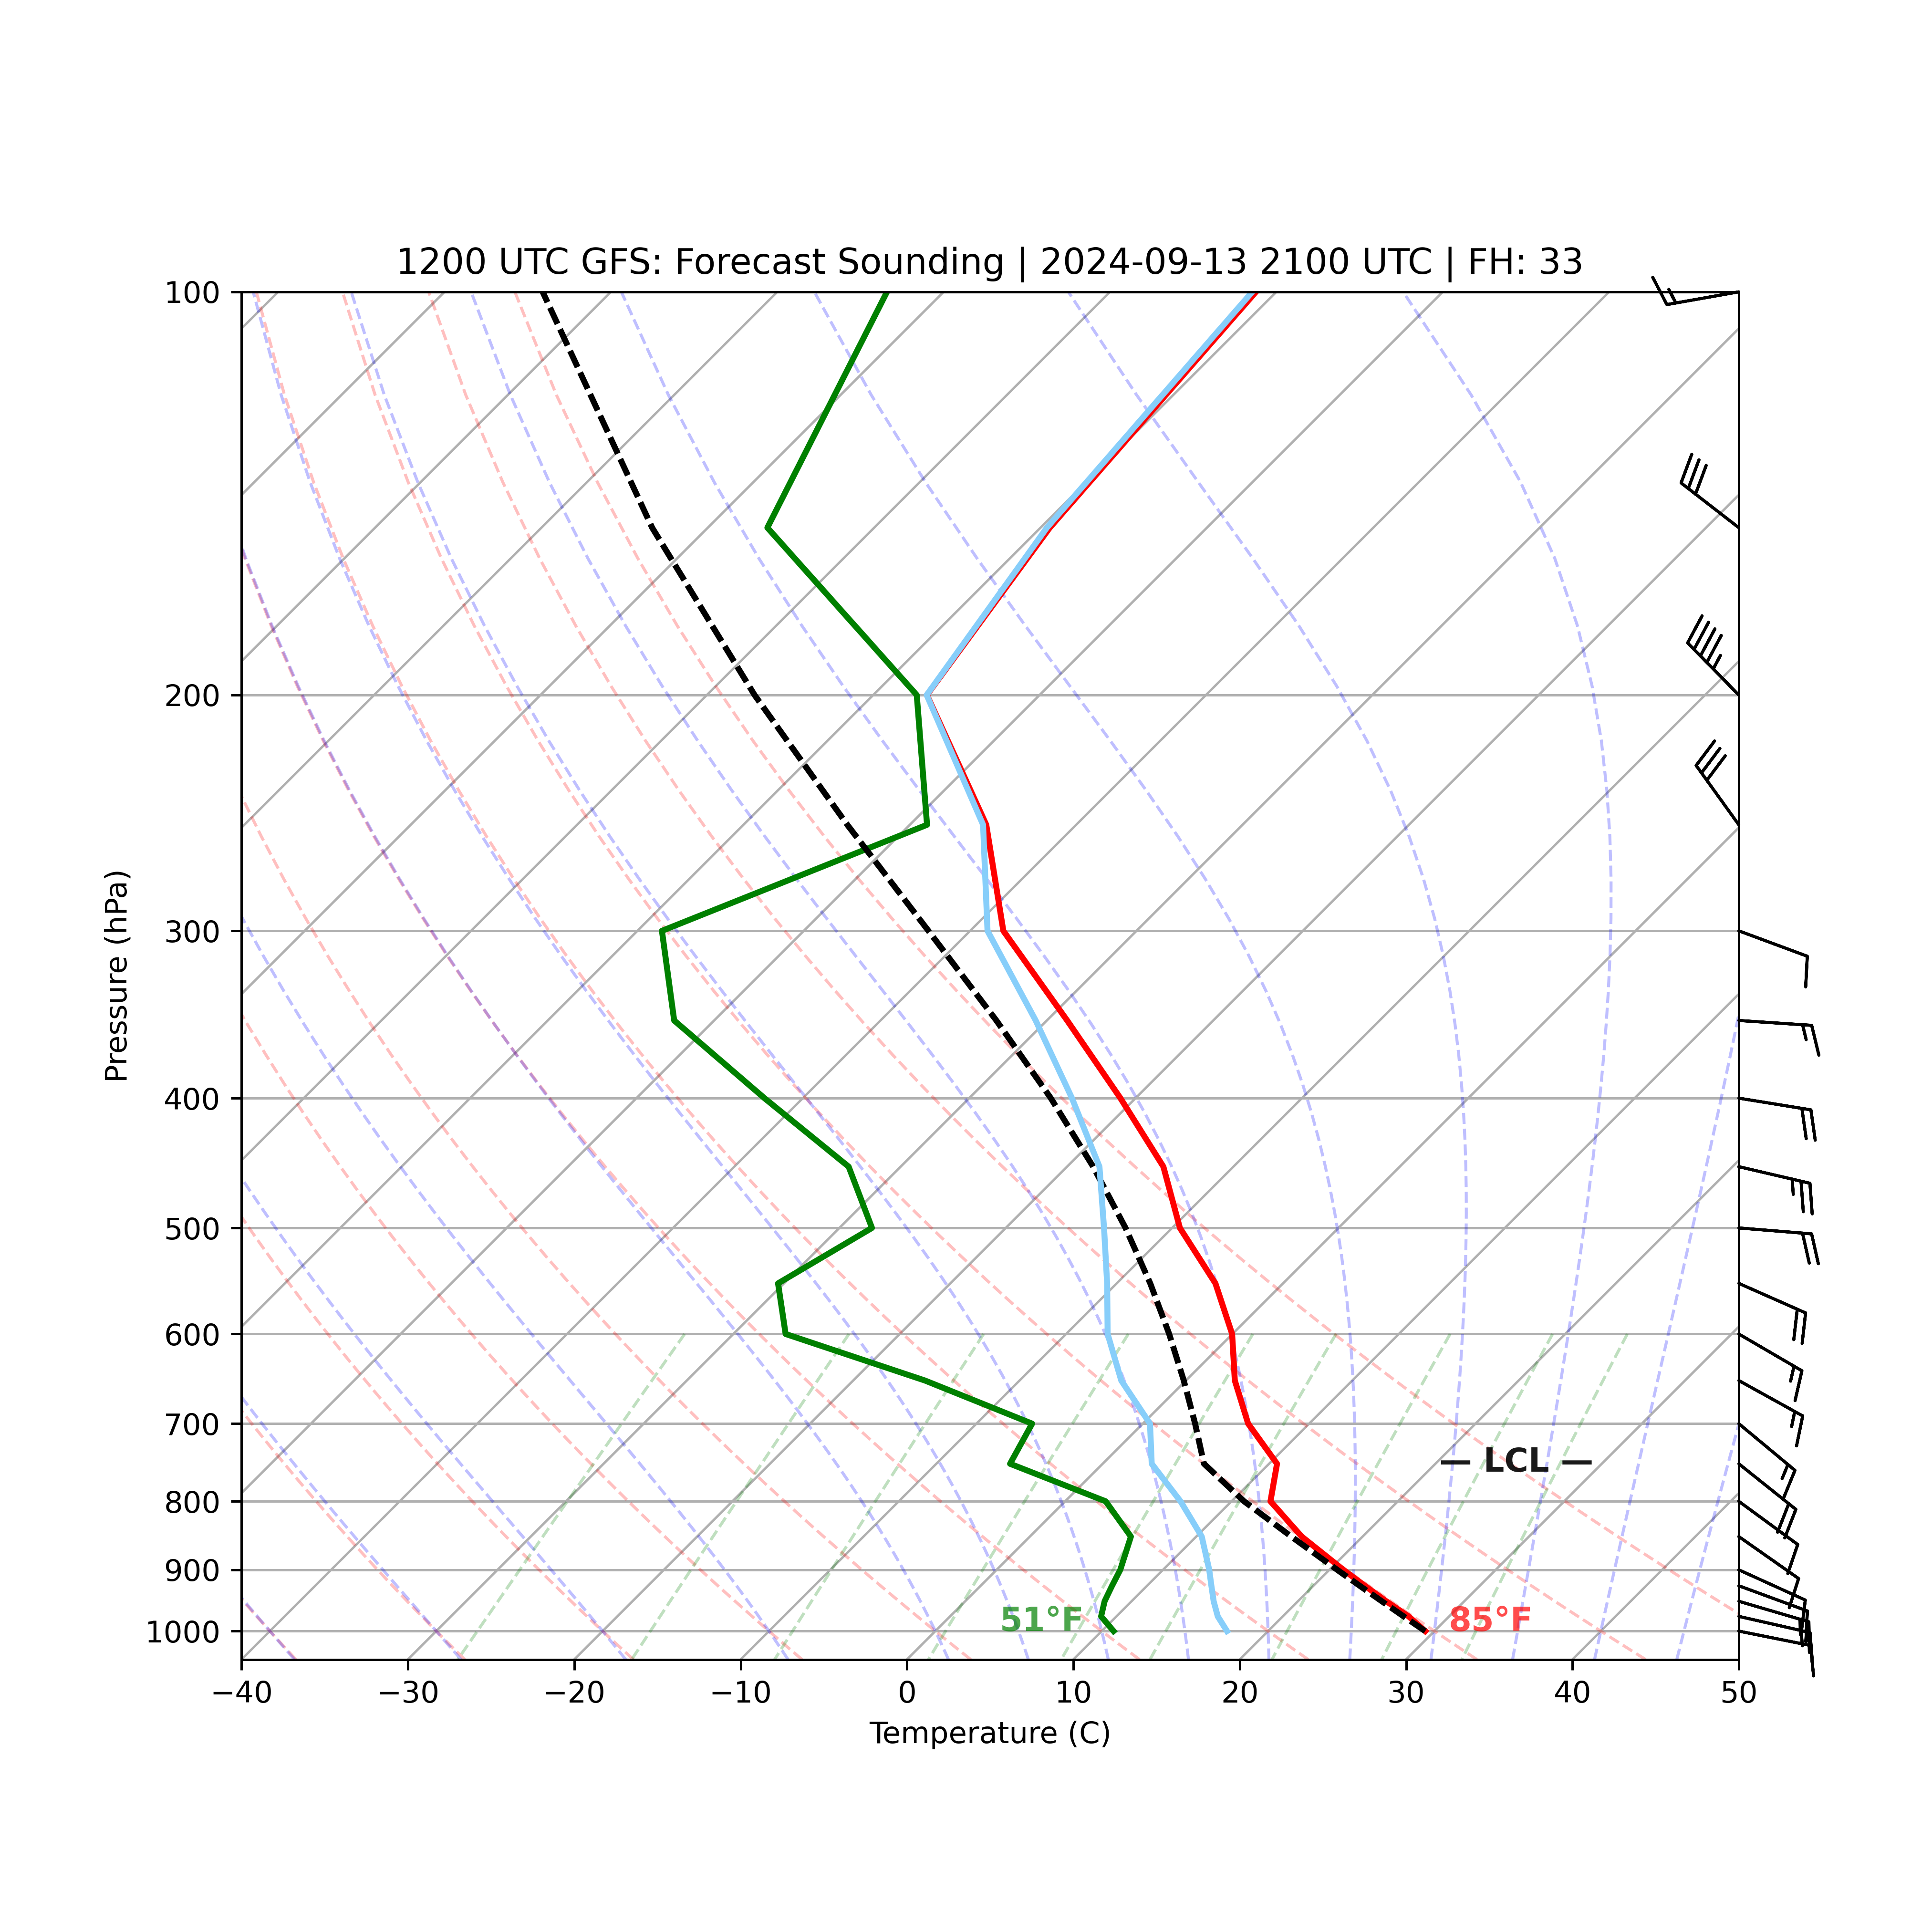 1200 UTC GFS: Forecast Sounding | 2024-09-13 2100 UTC | FH: 33
100
200
300
400
500
600
700
800
900
1000
Pressure (hPa)
— LCL —
51°F
85°F
−40 −30 −20 −10 0 10 20 30 40 50
Temperature (C)